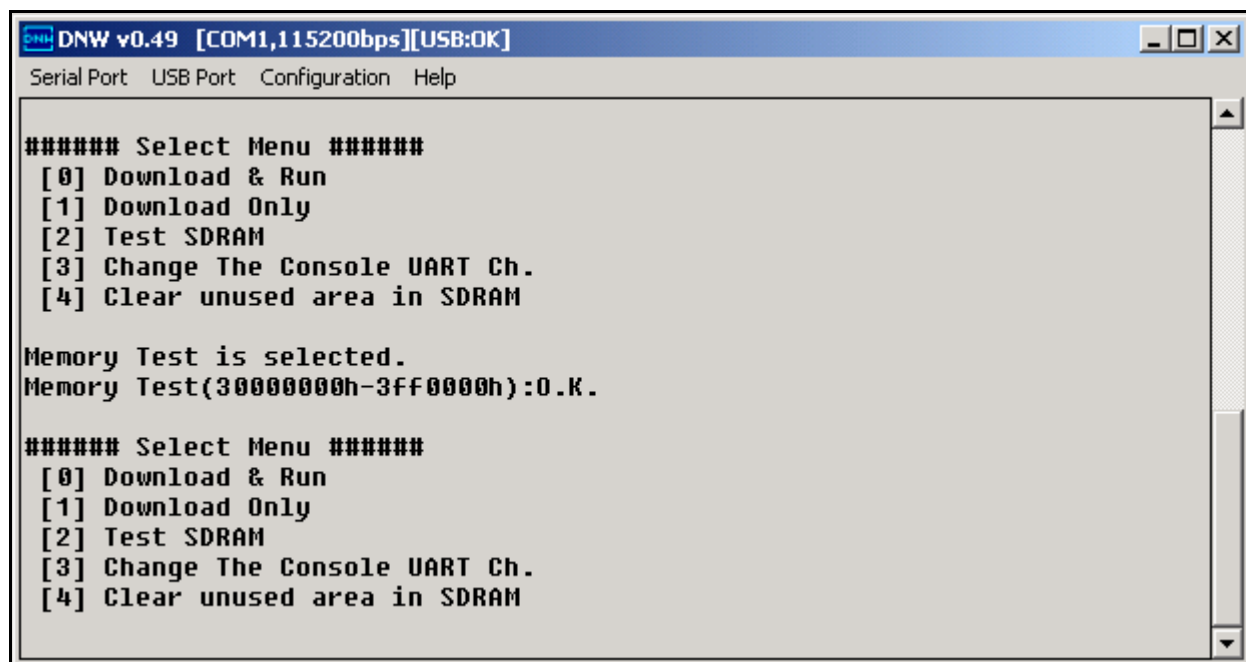 DNW v0.49 [COM1,115200bps][USB:OK]
Serial Port USB Port Configuration Help
###### Select Menu ######
[0] Download & Run
[1] Download Only
[2] Test SDRAM
[3] Change The Console UART Ch.
[4] Clear unused area in SDRAM
Memory Test is selected.
Memory Test(30000000h-3ff0000h):O.K.
###### Select Menu ######
[0] Download & Run
[1] Download Only
[2] Test SDRAM
[3] Change The Console UART Ch.
[4] Clear unused area in SDRAM